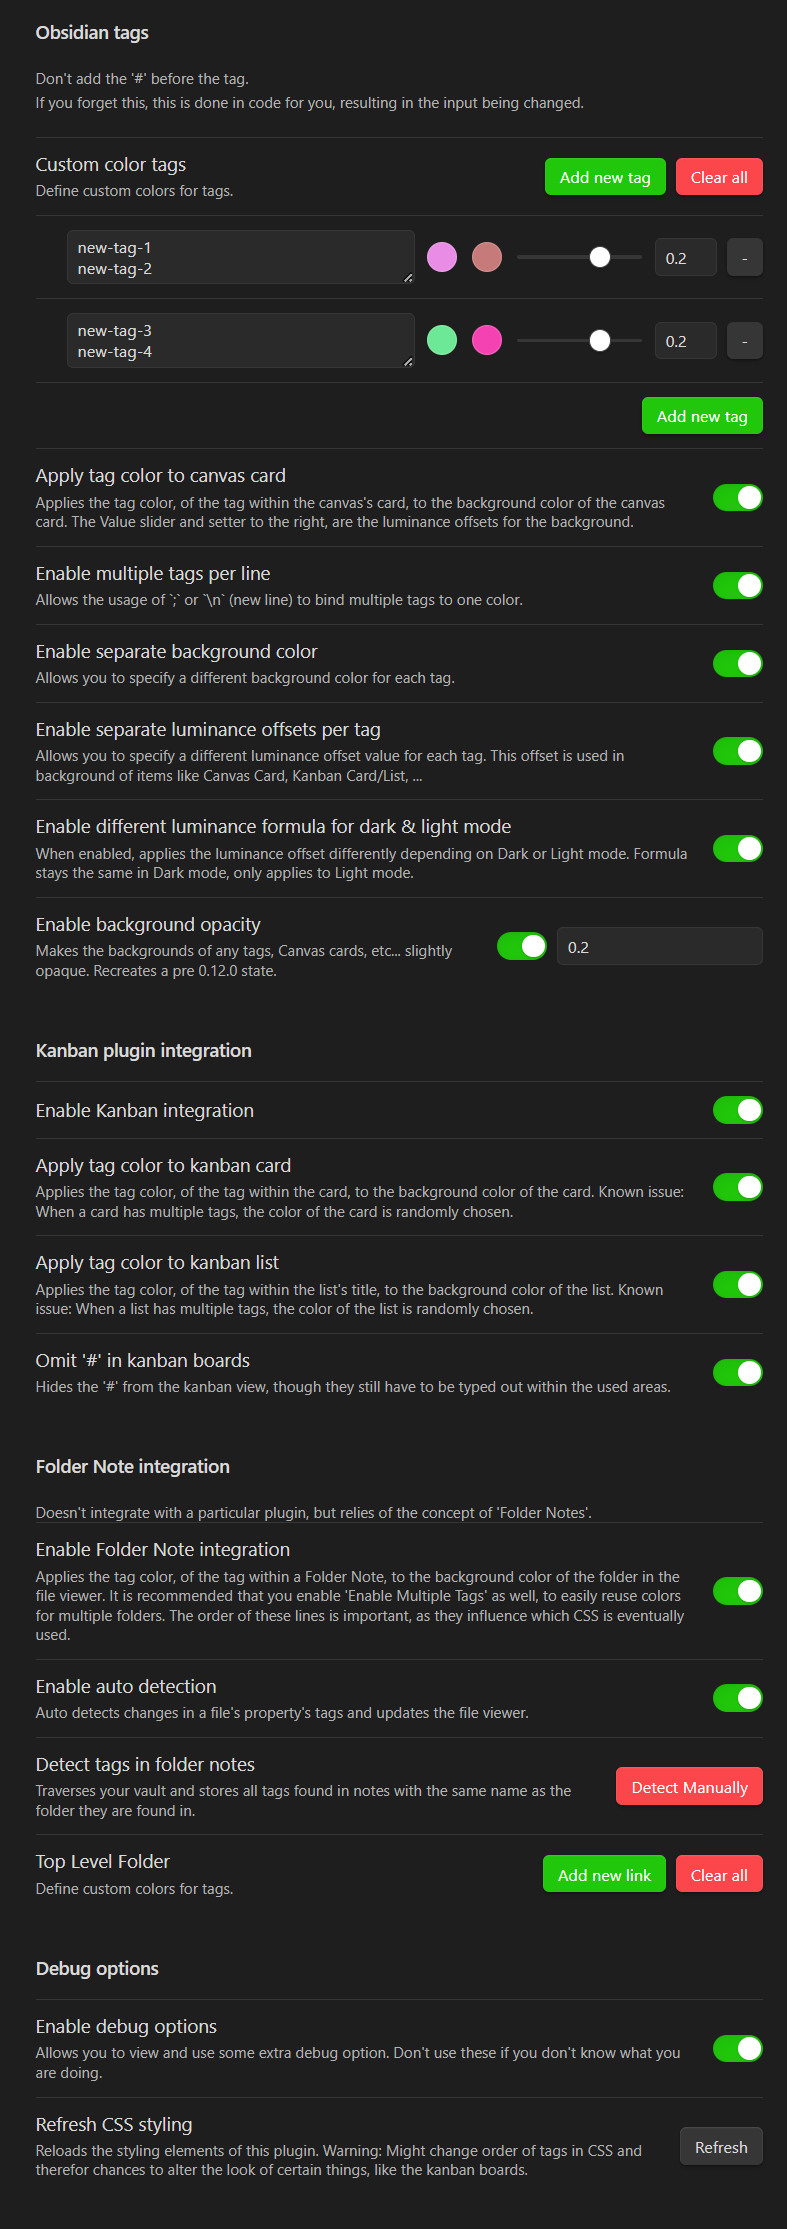 Obsidian tags
Don't add the '#' before the tag.
If you forget this, this is done in code for you, resulting in the input being changed.
Custom color tags
Define custom colors for tags.
Add new tag
Clear all
new-tag-1
new-tag-2
0.2
-
new-tag-3
new-tag-4
0.2
-
Add new tag
Apply tag color to canvas card
Applies the tag color, of the tag within the canvas's card, to the background color of the canvas
card. The Value slider and setter to the right, are the luminance offsets for the background.
Enable multiple tags per line
Allows the usage of `;` or `\n` (new line) to bind multiple tags to one color.
Enable separate background color
Allows you to specify a different background color for each tag.
Enable separate luminance offsets per tag
Allows you to specify a different luminance offset value for each tag. This offset is used in
background of items like Canvas Card, Kanban Card/List, ...
Enable different luminance formula for dark & light mode
When enabled, applies the luminance offset differently depending on Dark or Light mode. Formula
stays the same in Dark mode, only applies to Light mode.
Enable background opacity
Makes the backgrounds of any tags, Canvas cards, etc... slightly
opaque. Recreates a pre 0.12.0 state.
0.2
Kanban plugin integration
Enable Kanban integration
Apply tag color to kanban card
Applies the tag color, of the tag within the card, to the background color of the card. Known issue:
When a card has multiple tags, the color of the card is randomly chosen.
Apply tag color to kanban list
Applies the tag color, of the tag within the list's title, to the background color of the list. Known
issue: When a list has multiple tags, the color of the list is randomly chosen.
Omit '#' in kanban boards
Hides the '#' from the kanban view, though they still have to be typed out within the used areas.
Folder Note integration
Doesn't integrate with a particular plugin, but relies of the concept of 'Folder Notes'.
Enable Folder Note integration
Applies the tag color, of the tag within a Folder Note, to the background color of the folder in the
file viewer. It is recommended that you enable 'Enable Multiple Tags' as well, to easily reuse colors
for multiple folders. The order of these lines is important, as they influence which CSS is eventually
used.
Enable auto detection
Auto detects changes in a file's property's tags and updates the file viewer.
Detect tags in folder notes
Traverses your vault and stores all tags found in notes with the same name as the
folder they are found in.
Detect Manually
Top Level Folder
Define custom colors for tags.
Add new link
Clear all
Debug options
Enable debug options
Allows you to view and use some extra debug option. Don't use these if you don't know what you
are doing.
Refresh CSS styling
Reloads the styling elements of this plugin. Warning: Might change order of tags in CSS and
therefor chances to alter the look of certain things, like the kanban boards.
Refresh